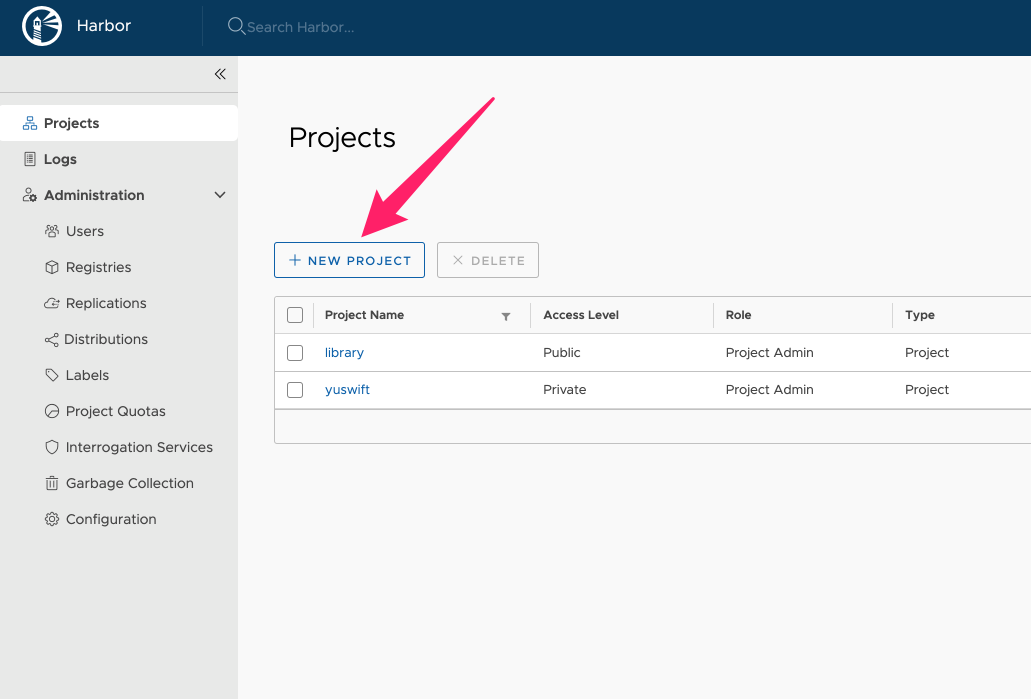 Harbor
Search Harbor...
Projects
Logs
Administration
Users
Registries
Replications
Distributions
Labels
Project Quotas
Interrogation Services
Garbage Collection
Configuration
Projects
NEW PROJECT DELETE
Project Name Access Level Role Type
library Public Project Admin Project
yuswift Private Project Admin Project